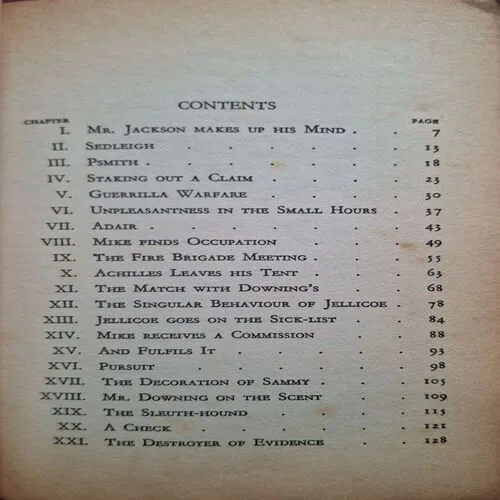 CONTENTS
CHAPTER PAGE
I. Mr. Jackson makes up his Mind . . 7
II. Sedleigh . . . . . . 13
III. Psmith . . . . . . . 18
IV. Staking out a Claim . . . . 23
V. Guerrilla Warfare . . . . 30
VI. Unpleasantness in the Small Hours . 37
VII. Adair . . . . . . . 43
VIII. Mike finds Occupation . . . 49
IX. The Fire Brigade Meeting . . . 55
X. Achilles Leaves his Tent . . . 63
XI. The Match with Downing's . . 68
XII. The Singular Behaviour of Jellicoe . 78
XIII. Jellicoe goes on the Sick-list . . 84
XIV. Mike receives a Commission . . 88
XV. And Fulfils It . . . . . 93
XVI. Pursuit . . . . . . 98
XVII. The Decoration of Sammy . . . 105
XVIII. Mr. Downing on the Scent . . 109
XIX. The Sleuth-hound . . . . 115
XX. A Check . . . . . . 121
XXI. The Destroyer of Evidence . . 128